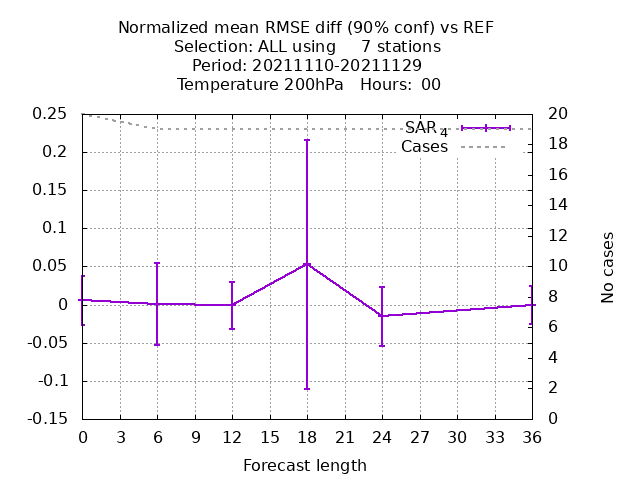 Normalized mean RMSE diff (90% conf) vs REF
Selection: ALL using 7 stations
Period: 20211110-20211129
Temperature 200hPa Hours: 00
0.25
0.2
0.15
0.1
0.05
0
-0.05
-0.1
-0.15
SAR 4
Cases
20
18
16
14
12
10
8
6
4
2
0
No cases
0 3 6 9 12 15 18 21 24 27 30 33 36
Forecast length